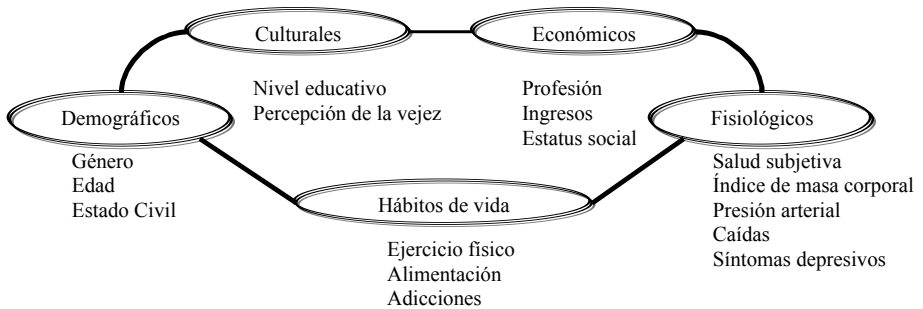 Culturales
Nivel educativo
Percepción de la vejez
Económicos
Profesión
Ingresos
Estatus social
Demográficos
Género
Edad
Estado Civil
Fisiológicos
Salud subjetiva
Índice de masa corporal
Presión arterial
Caídas
Síntomas depresivos
Hábitos de vida
Ejercicio físico
Alimentación
Adicciones